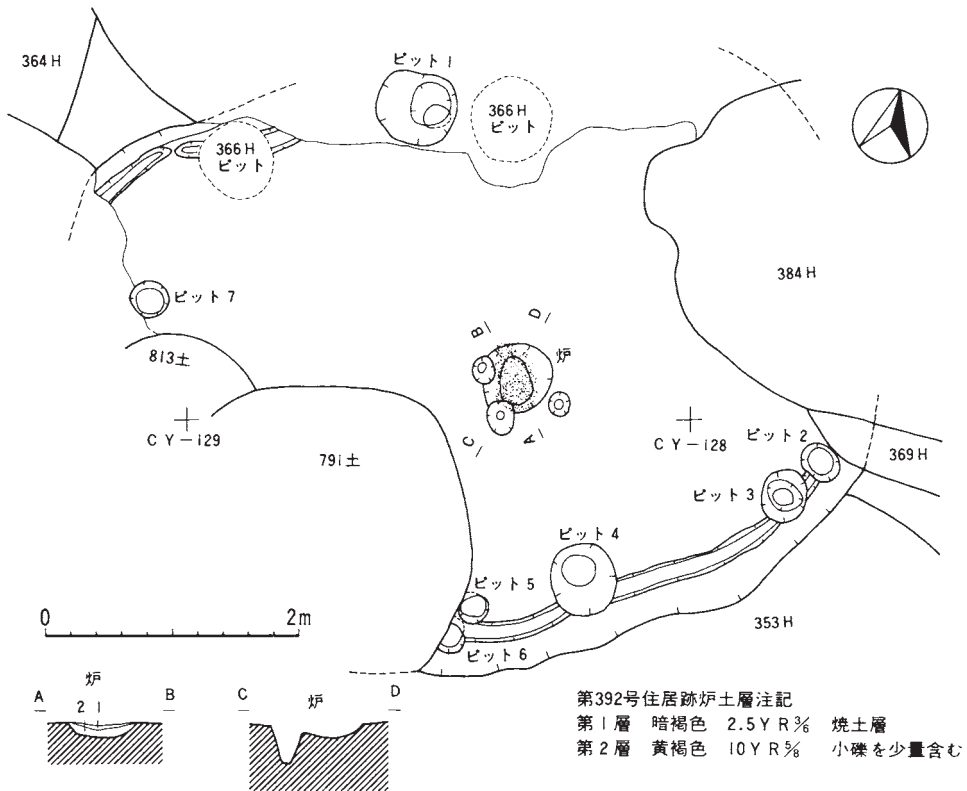 ピット 1
364H
366H
ピット
366H
ピット
384H
ピット 7
B
D
炉
813土
A
C
CY-129
CY-128
ピット 2
369H
791土
ピット 3
ピット 4
ピット 5
0
2m
353H
ピット 6
炉
A
2 1
B
C
炉
D
第392号住居跡炉土層注記
第1層 暗褐色 2.5YR3/6 焼土層
第2層 黄褐色 10YR5/8 小礫を少量含む